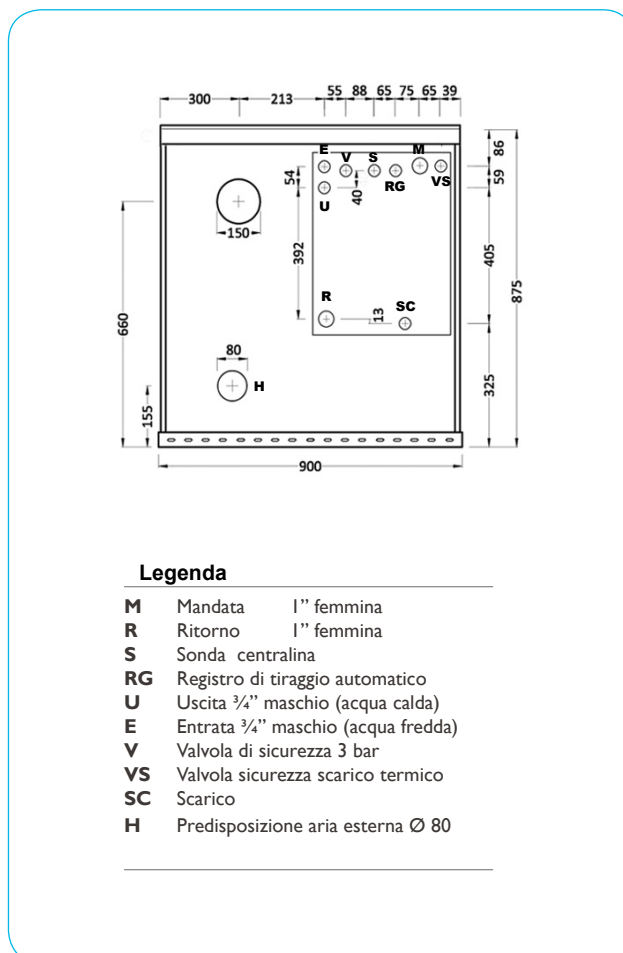 300 213 55 88 65 75 65 39
86
E V S M
54 59
40 RG VS
U
150
392 405
875
R 13 SC
660
80
H
155 325
900
Legenda
M Mandata 1” femmina
R Ritorno 1” femmina
S Sonda centralina
RG Registro di tiraggio automatico
U Uscita ¾” maschio (acqua calda)
E Entrata ¾” maschio (acqua fredda)
V Valvola di sicurezza 3 bar
VS Valvola sicurezza scarico termico
SC Scarico
H Predisposizione aria esterna Ø 80